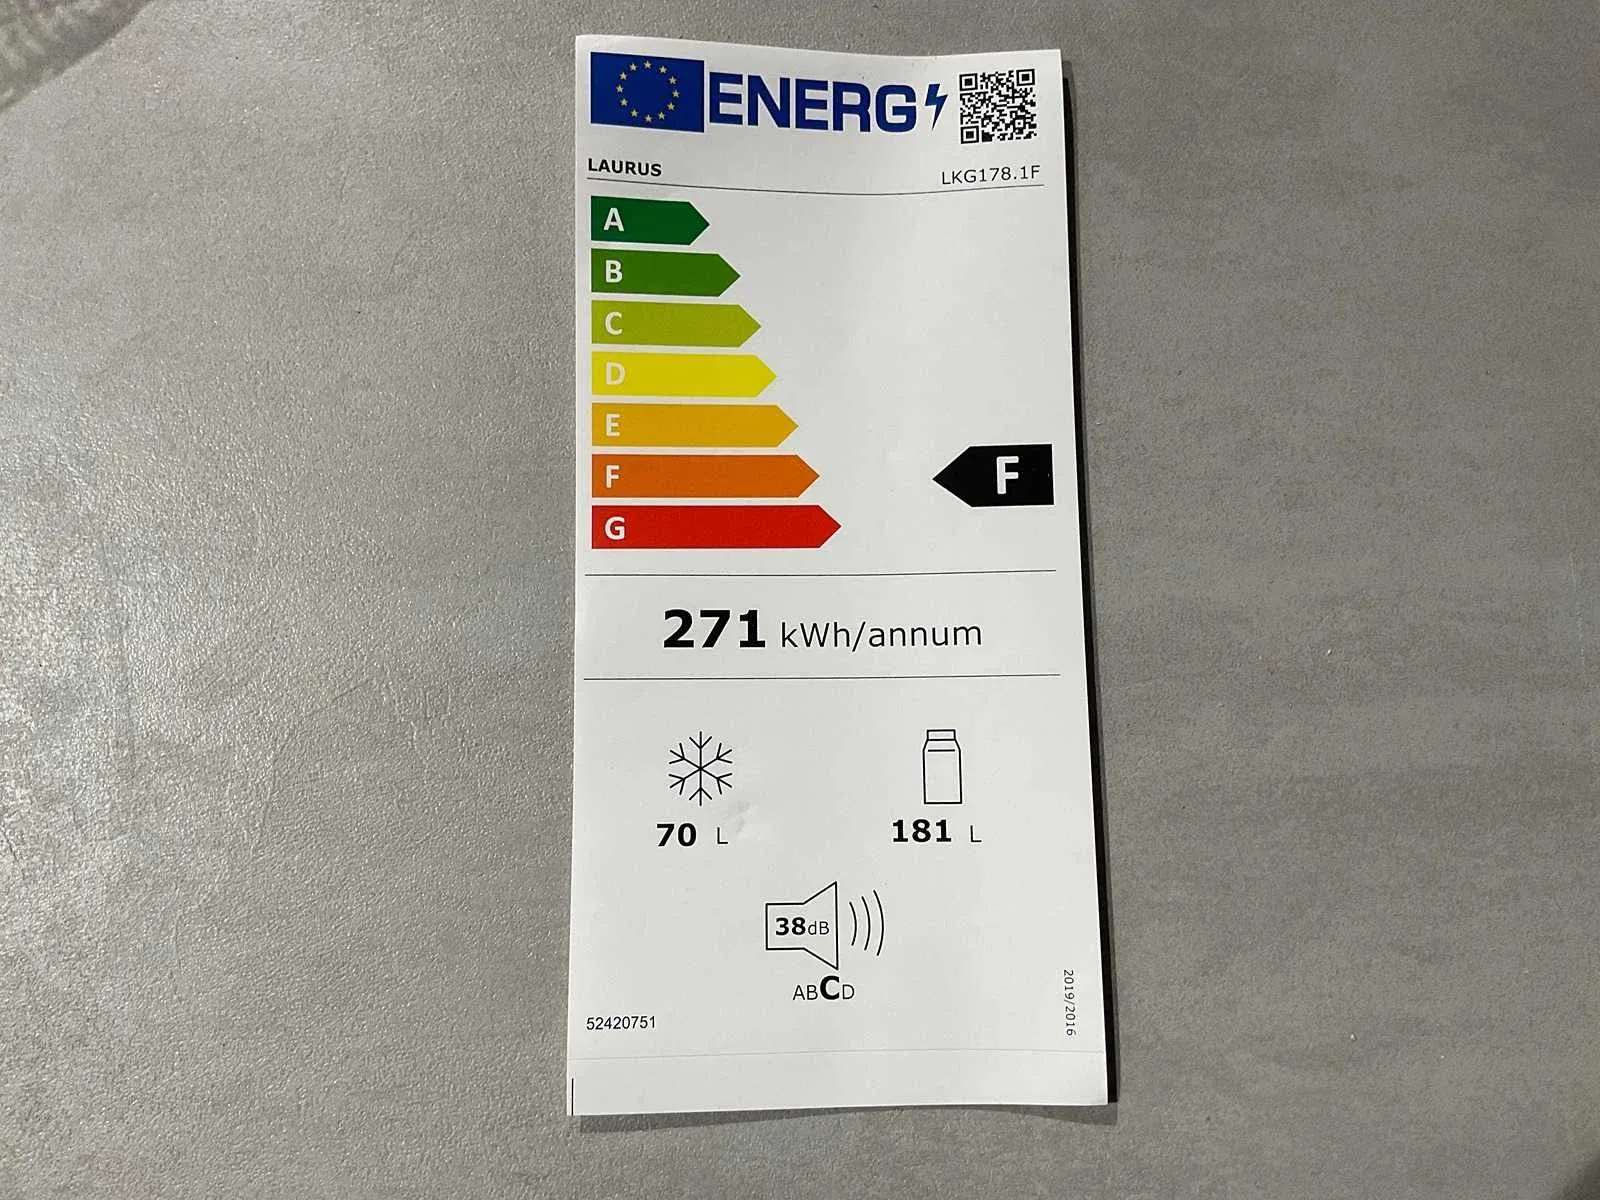 ENERG
LAURUS
LKG178.1F
A
B
C
D
E
F
F
G
271 kWh/annum
70 L
181 L
38dB
ABCD
2019/2016
52420751